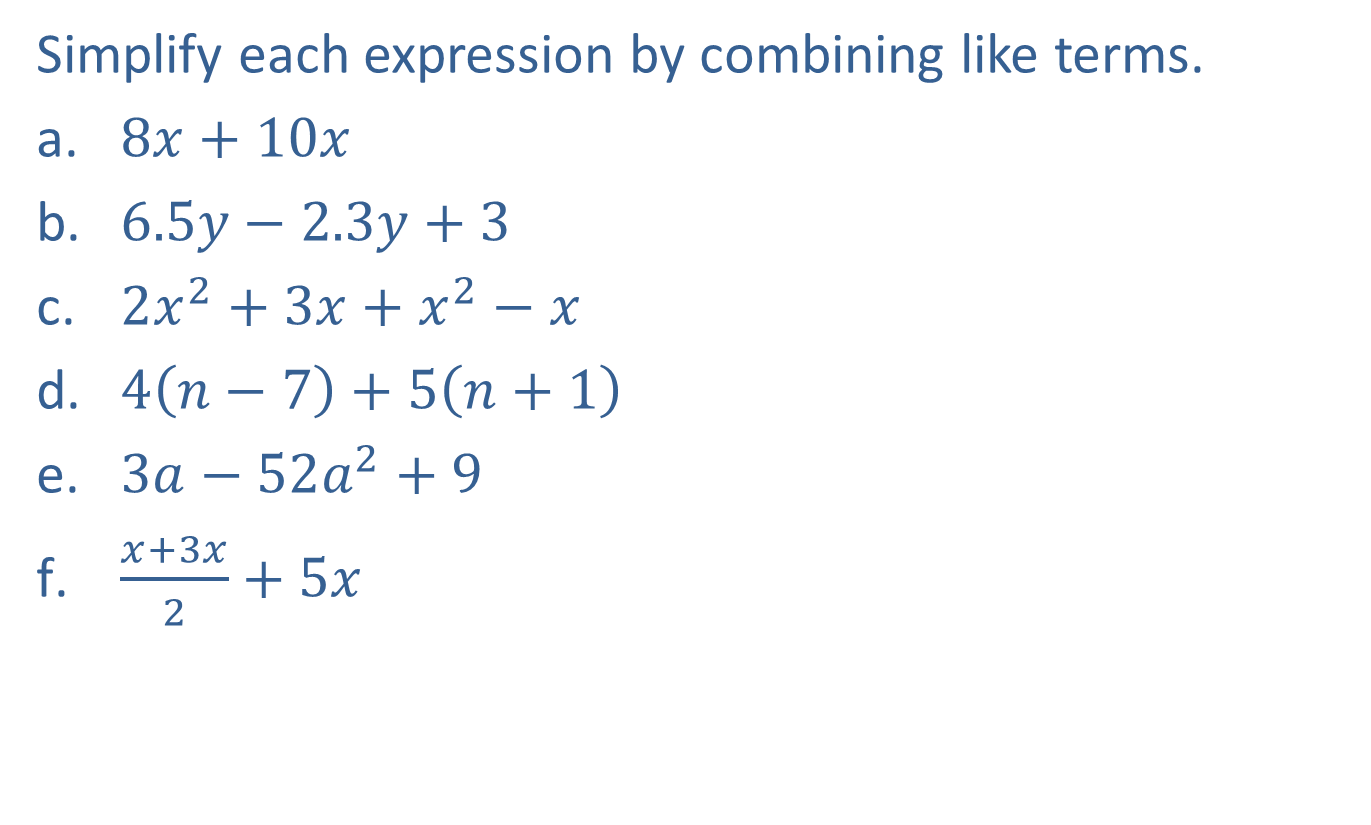 Simplify each expression by combining like terms.
a. 8x + 10x
b. 6.5y − 2.3y + 3
c. 2x² + 3x + x² − x
d. 4(n − 7) + 5(n + 1)
e. 3a − 52a² + 9
f. \frac{x+3x}{2} + 5x